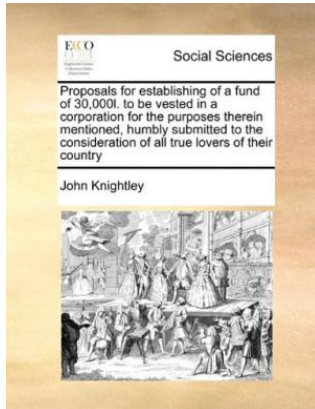 ECCO
Social Sciences
Proposals for establishing of a fund
of 30,000l. to be vested in a
corporation for the purposes therein
mentioned, humbly submitted to the
consideration of all true lovers of their
country
John Knightley